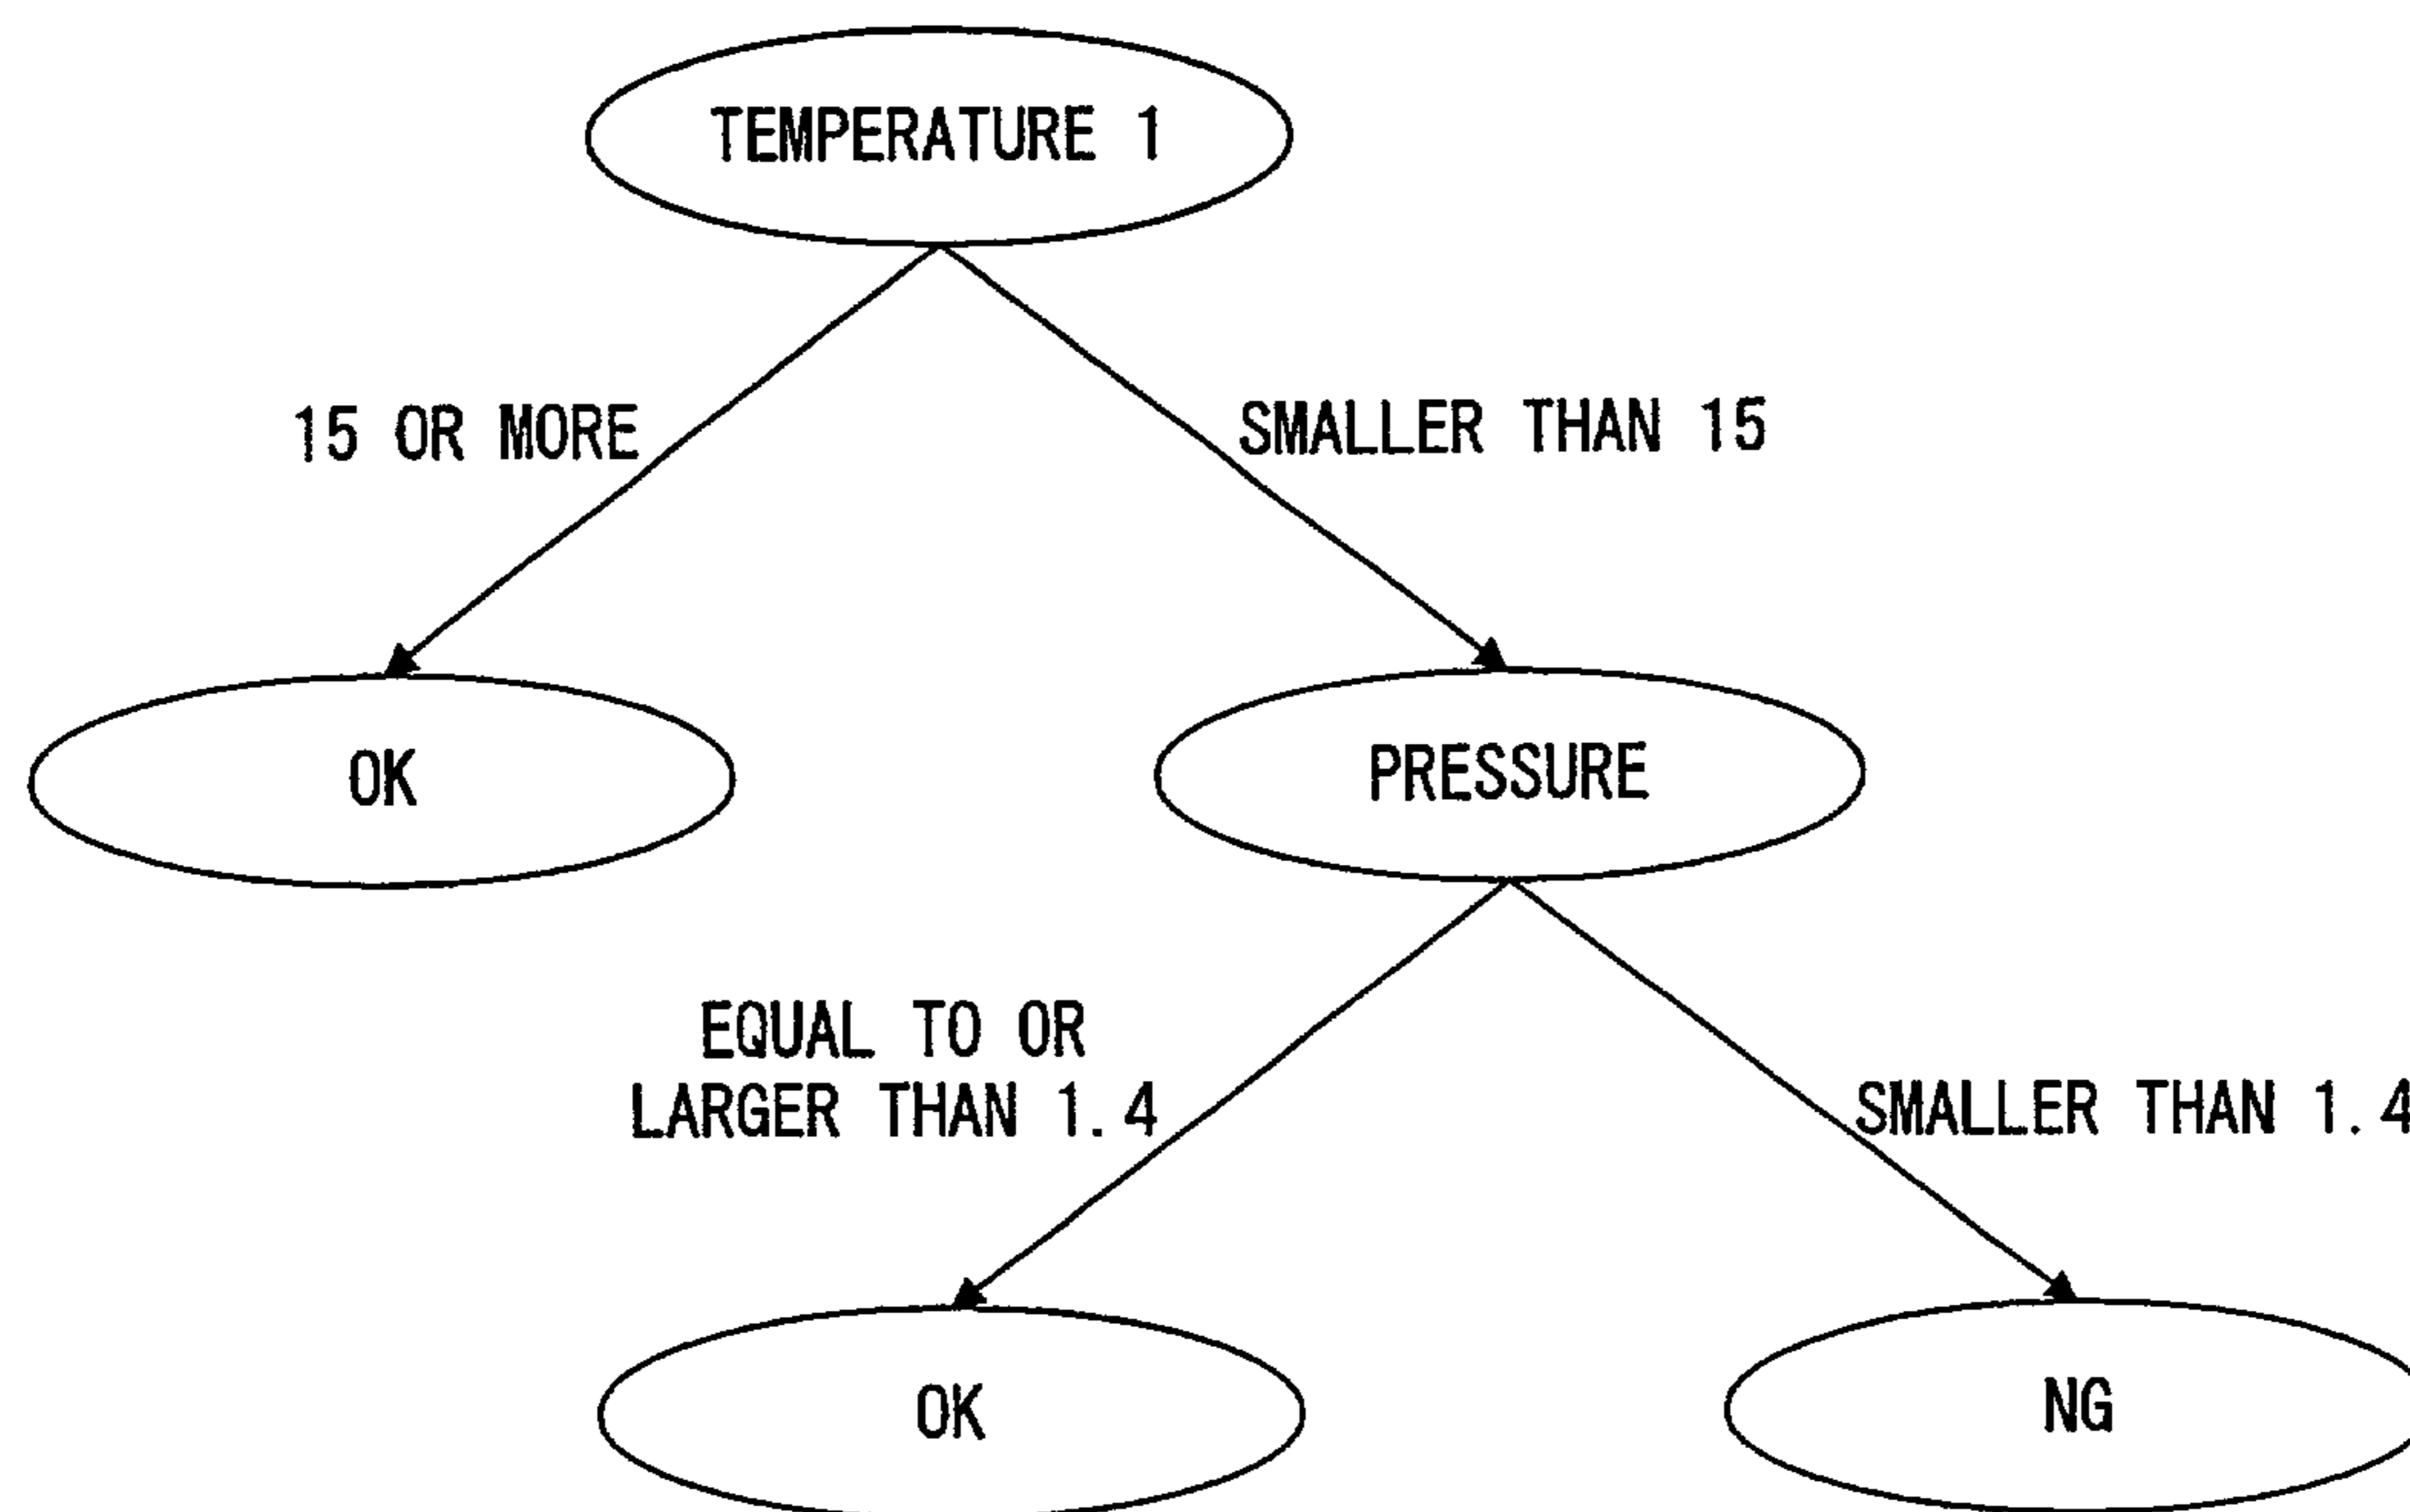 TEMPERATURE 1
15 OR MORE
SMALLER THAN 15
OK
PRESSURE
EQUAL TO OR
LARGER THAN 1.4
SMALLER THAN 1.4
OK
NG